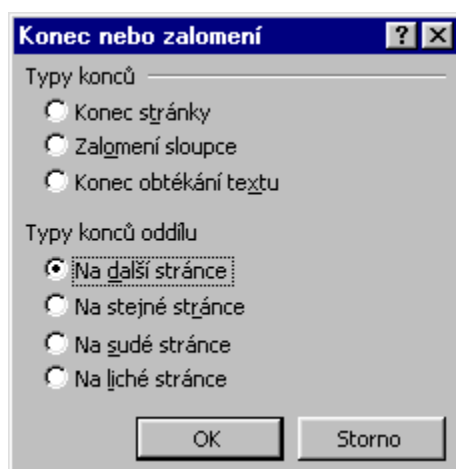 Konec nebo zalomení
Typy konců
Konec stránky
Zalomení sloupce
Konec obtékání textu
Typy konců oddílu
Na další stránce
Na stejné stránce
Na sudé stránce
Na liché stránce
OK Storno